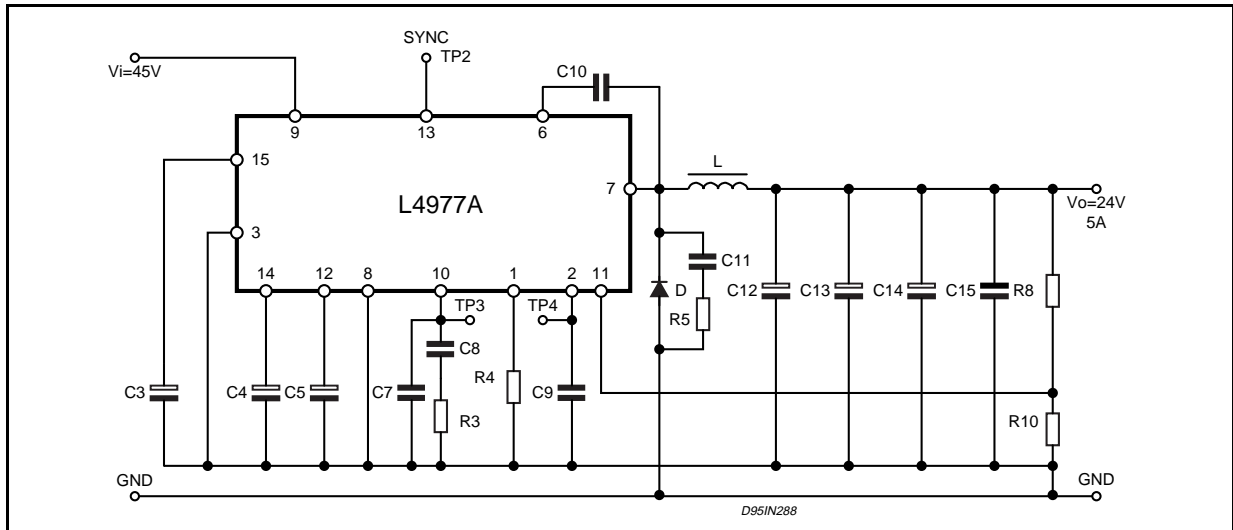 SYNC
TP2
Vi=45V
C10
9
13
6
15
L
7
L4977A
Vo=24V
5A
3
C11
14
12
8
10
1
2
11
D
C12
C13
C14
C15
R8
TP3
TP4
R5
C8
C3
C4
C5
C7
R4
C9
R3
R10
GND
GND
D95IN288